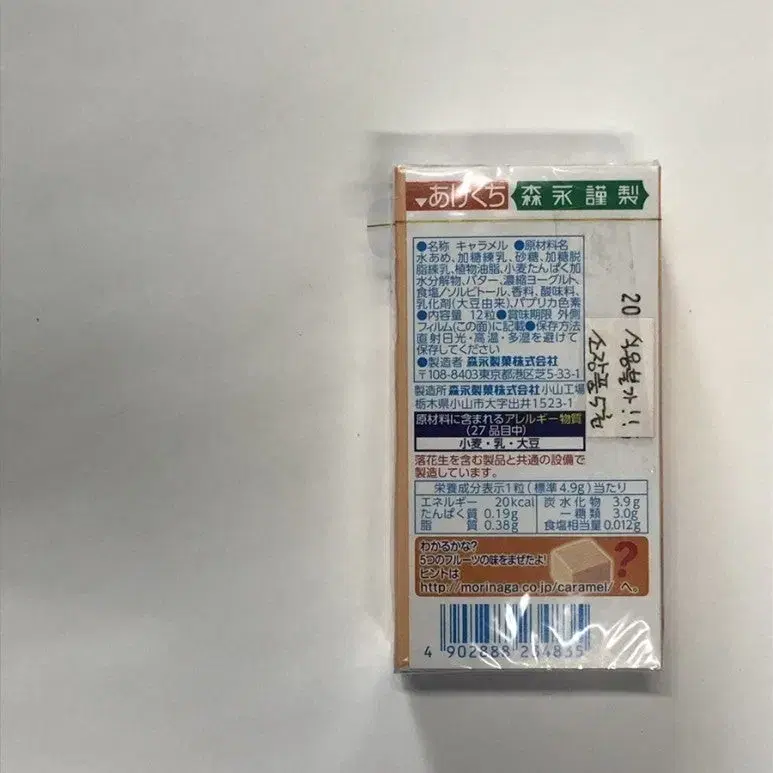 ▼あけくち 森永謹製
●名称 キャラメル ●原材料名
水あめ、加糖練乳、砂糖、加糖脱
脂練乳、植物油脂、小麦たんぱく加
水分解物、バター、濃縮ヨーグルト、
食塩/ソルビトール、香料、酸味料、
乳化剤(大豆由来)、パプリカ色素
●内容量 12粒●賞味期限 外側
フィルム(この面)に記載●保存方法
直射日光・高温・多湿を避けて
保存してください
●製造者 森永製菓株式会社
〒108-8403東京都港区芝5-33-1
製造所 森永製菓株式会社 小山工場
栃木県小山市大字出井1523-1
原材料に含まれるアレルギー物質
(27品目中)
小麦・乳・大豆
落花生を含む製品と共通の設備で
製造しています。
栄養成分表示1粒(標準4.9g)当たり
エネルギー 20kcal 炭水化物 3.9g
たんぱく質 0.19g 一糖類 3.0g
脂質 0.38g 食塩相当量 0.012g
わかるかな?
5つのフルーツの味をまぜたよ!
ヒントは
http://morinaga.co.jp/caramel/ へ。
?
4 902888 254835
20
식용불가!!